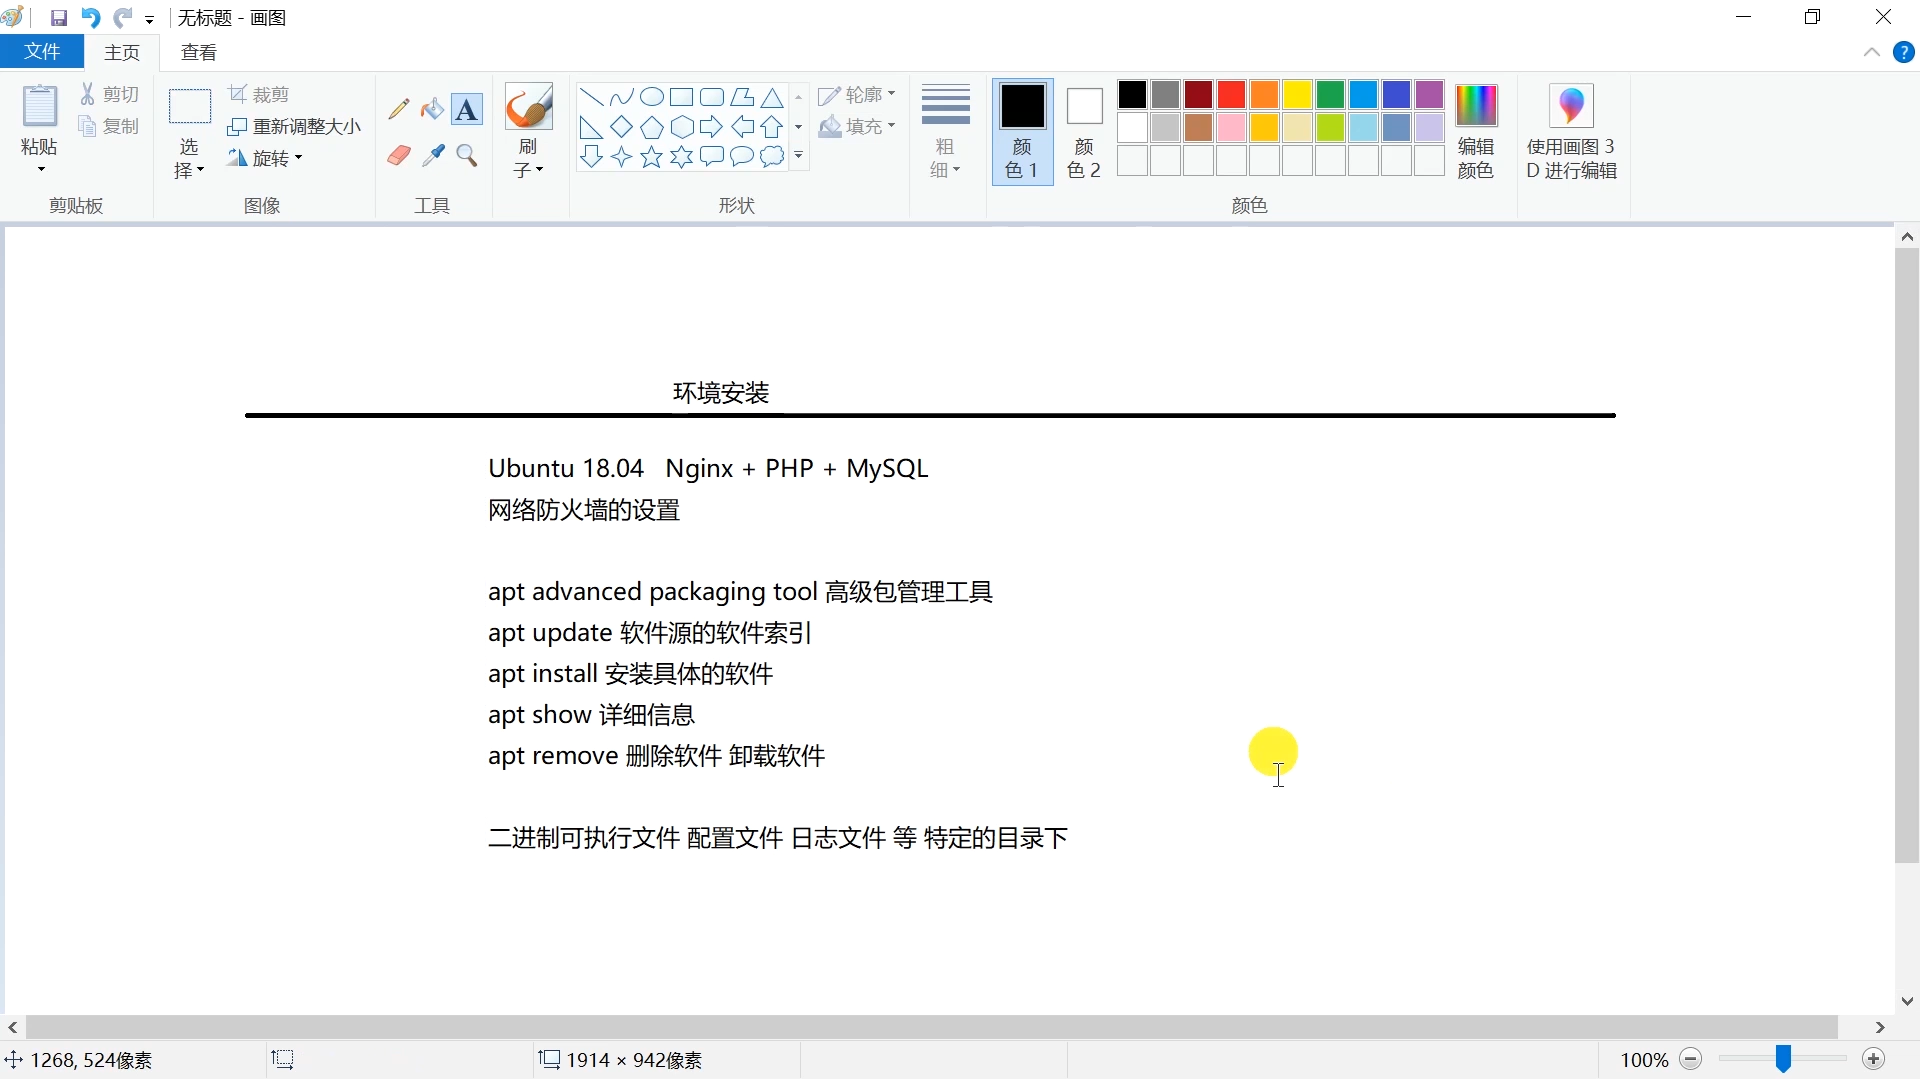 无标题 - 画图
文件 主页 查看
粘贴
剪切
复制
剪贴板
选择
裁剪
重新调整大小
旋转
图像
A
工具
刷子
形状
轮廓
填充
粗细
颜色 1
颜色 2
颜色
编辑颜色
使用画图 3D 进行编辑
?
环境安装
Ubuntu 18.04 Nginx + PHP + MySQL
网络防火墙的设置
apt advanced packaging tool 高级包管理工具
apt update 软件源的软件索引
apt install 安装具体的软件
apt show 详细信息
apt remove 删除软件 卸载软件
二进制可执行文件 配置文件 日志文件 等 特定的目录下
1268, 524像素
1914 × 942像素
100%